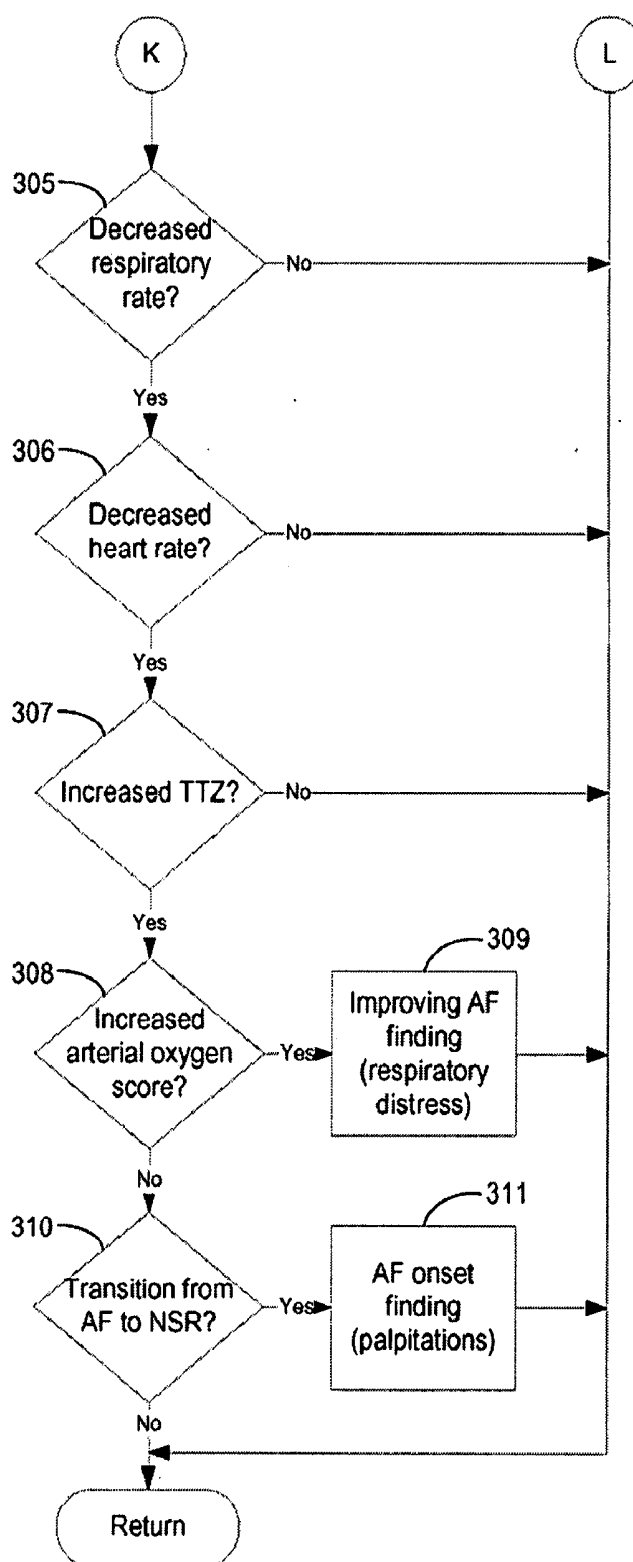 K
L
305
Decreased
respiratory
rate?
No
Yes
306
Decreased
heart rate?
No
Yes
307
Increased TTZ?
No
Yes
308
Increased
arterial oxygen
score?
Yes
309
Improving AF
finding
(respiratory
distress)
No
310
Transition from
AF to NSR?
Yes
311
AF onset
finding
(palpitations)
No
Return